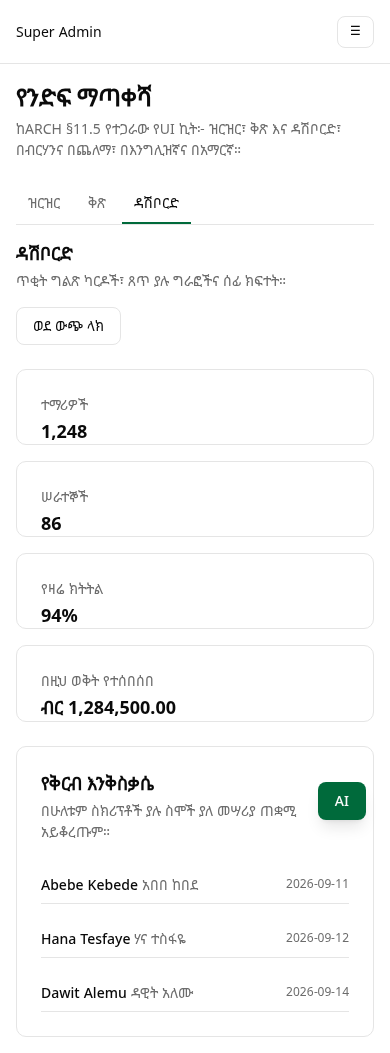 Super Admin
☰
የንድፍ ማጣቀሻ
ከARCH §11.5 የተጋራው የUI ኪት፦ ዝርዝር፣ ቅጽ እና ዳሽቦርድ፣
በብርሃንና በጨለማ፣ በእንግሊዝኛና በአማርኛ።
ዝርዝር ቅጽ ዳሽቦርድ
ዳሽቦርድ
ጥቂት ግልጽ ካርዶች፣ ጸጥ ያሉ ግራፎችና ሰፊ ክፍተት።
ወደ ውጭ ላክ
ተማሪዎች
1,248
ሠራተኞች
86
የዛሬ ክትትል
94%
በዚህ ወቅት የተሰበሰበ
ብር 1,284,500.00
የቅርብ እንቅስቃሴ
በሁለቱም ስክሪፕቶች ያሉ ስሞች ያለ መሣሪያ ጠቋሚ
አይቆረጡም።
AI
Abebe Kebede አበበ ከበደ 2026-09-11
Hana Tesfaye ሃና ተስፋዬ 2026-09-12
Dawit Alemu ዳዊት አለሙ 2026-09-14